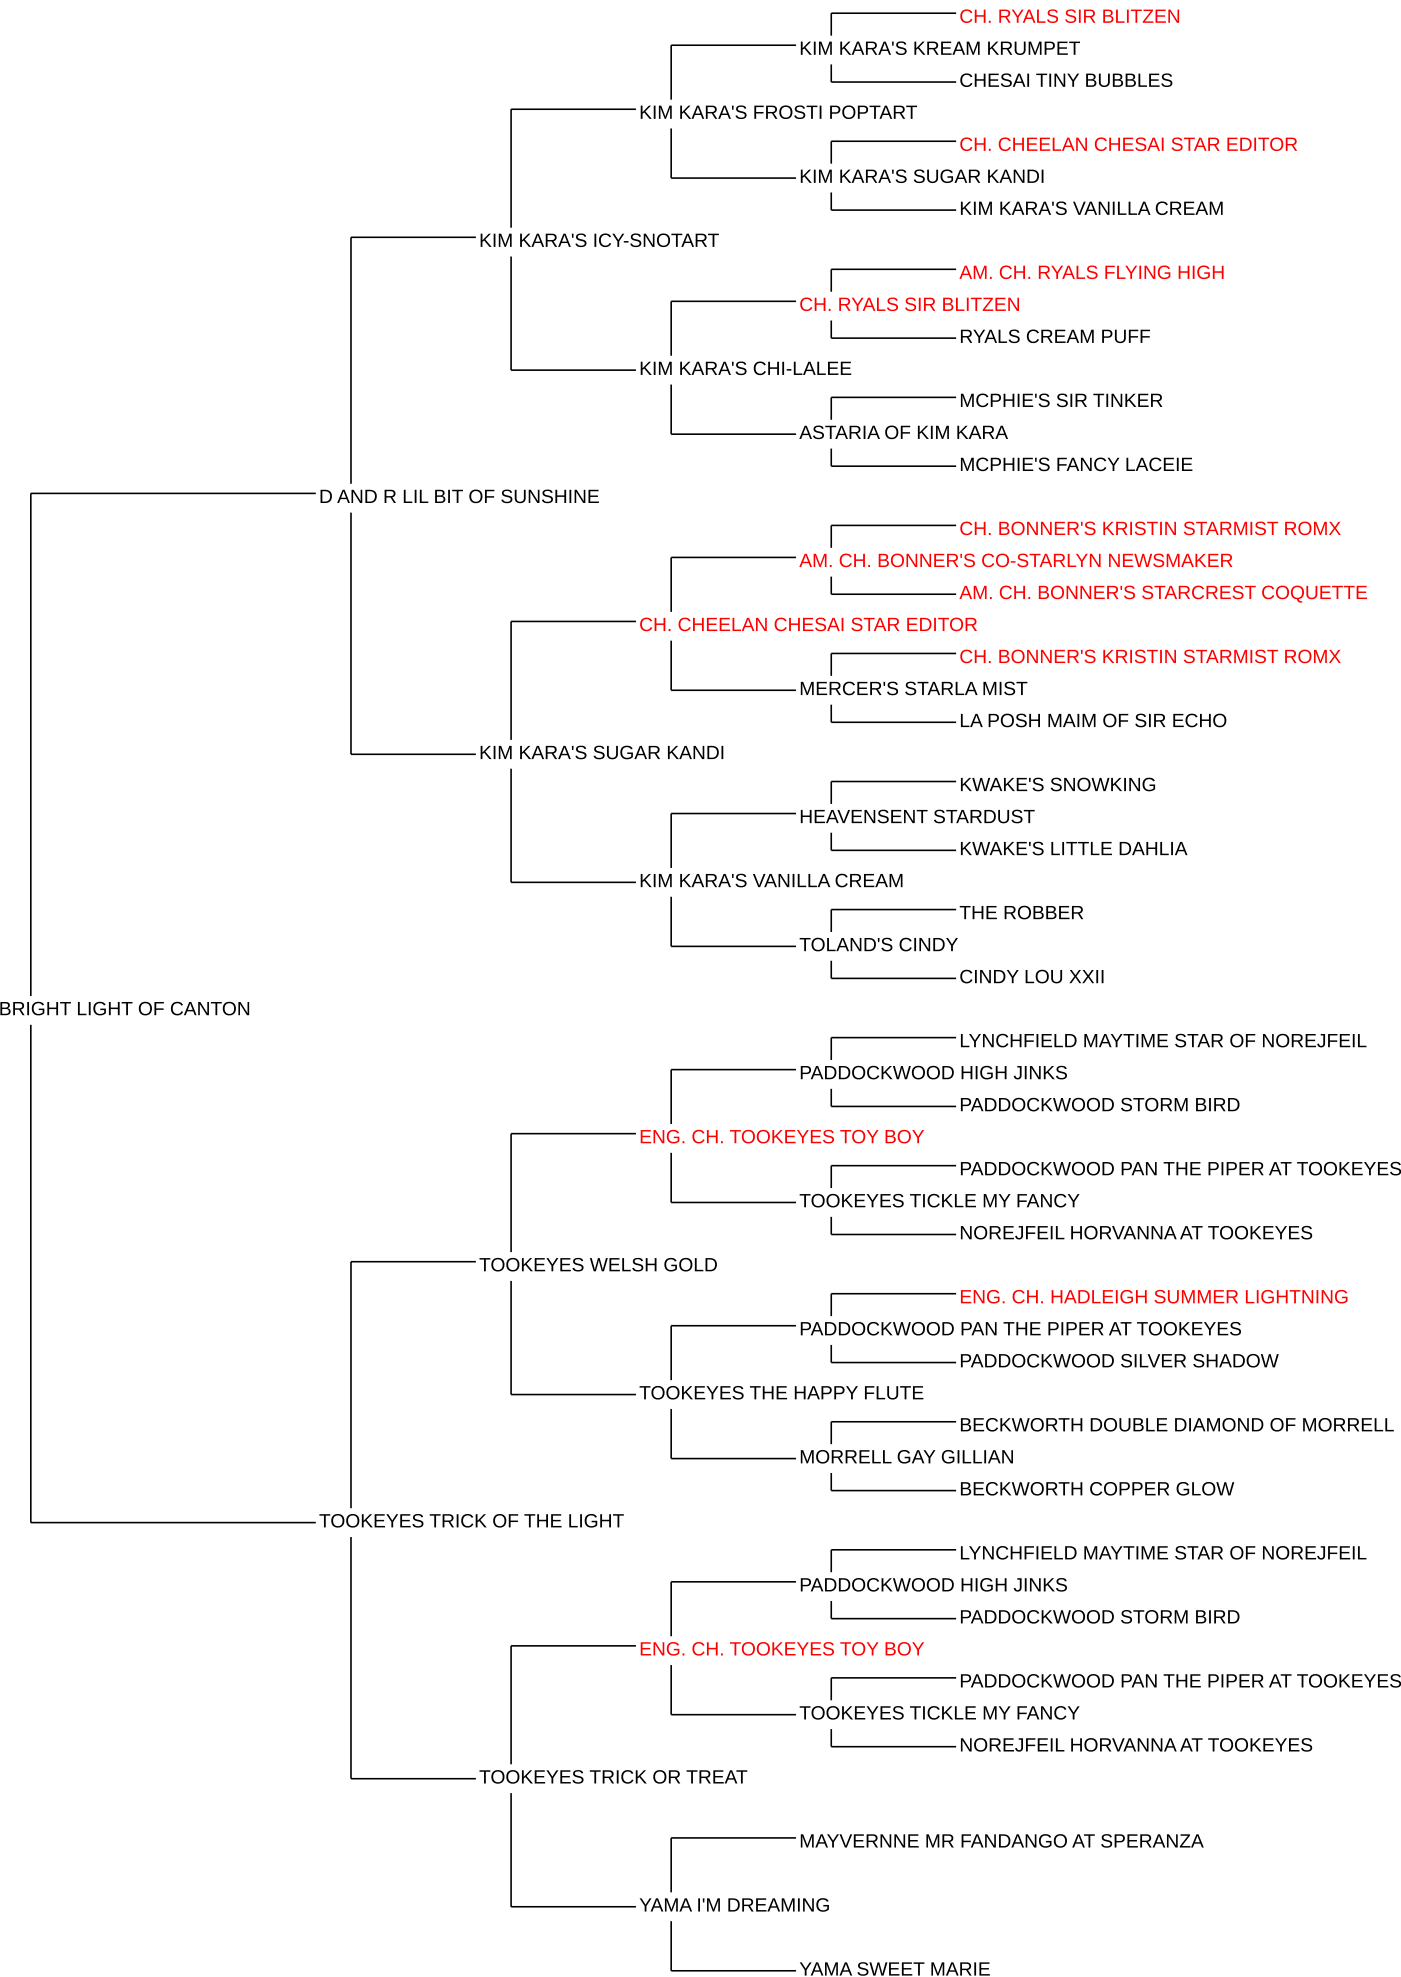 CH. RYALS SIR BLITZEN
KIM KARA'S KREAM KRUMPET
CHESAI TINY BUBBLES
KIM KARA'S FROSTI POPTART
CH. CHEELAN CHESAI STAR EDITOR
KIM KARA'S SUGAR KANDI
KIM KARA'S VANILLA CREAM
KIM KARA'S ICY-SNOTART
AM. CH. RYALS FLYING HIGH
CH. RYALS SIR BLITZEN
RYALS CREAM PUFF
KIM KARA'S CHI-LALEE
MCPHIE'S SIR TINKER
ASTARIA OF KIM KARA
MCPHIE'S FANCY LACEIE
D AND R LIL BIT OF SUNSHINE
CH. BONNER'S KRISTIN STARMIST ROMX
AM. CH. BONNER'S CO-STARLYN NEWSMAKER
AM. CH. BONNER'S STARCREST COQUETTE
CH. CHEELAN CHESAI STAR EDITOR
CH. BONNER'S KRISTIN STARMIST ROMX
MERCER'S STARLA MIST
LA POSH MAIM OF SIR ECHO
KIM KARA'S SUGAR KANDI
KWAKE'S SNOWKING
HEAVENSENT STARDUST
KWAKE'S LITTLE DAHLIA
KIM KARA'S VANILLA CREAM
THE ROBBER
TOLAND'S CINDY
CINDY LOU XXII
BRIGHT LIGHT OF CANTON
LYNCHFIELD MAYTIME STAR OF NOREJFEIL
PADDOCKWOOD HIGH JINKS
PADDOCKWOOD STORM BIRD
ENG. CH. TOOKEYES TOY BOY
PADDOCKWOOD PAN THE PIPER AT TOOKEYES
TOOKEYES TICKLE MY FANCY
NOREJFEIL HORVANNA AT TOOKEYES
TOOKEYES WELSH GOLD
ENG. CH. HADLEIGH SUMMER LIGHTNING
PADDOCKWOOD PAN THE PIPER AT TOOKEYES
PADDOCKWOOD SILVER SHADOW
TOOKEYES THE HAPPY FLUTE
BECKWORTH DOUBLE DIAMOND OF MORRELL
MORRELL GAY GILLIAN
BECKWORTH COPPER GLOW
TOOKEYES TRICK OF THE LIGHT
LYNCHFIELD MAYTIME STAR OF NOREJFEIL
PADDOCKWOOD HIGH JINKS
PADDOCKWOOD STORM BIRD
ENG. CH. TOOKEYES TOY BOY
PADDOCKWOOD PAN THE PIPER AT TOOKEYES
TOOKEYES TICKLE MY FANCY
NOREJFEIL HORVANNA AT TOOKEYES
TOOKEYES TRICK OR TREAT
MAYVERNNE MR FANDANGO AT SPERANZA
YAMA I'M DREAMING
YAMA SWEET MARIE